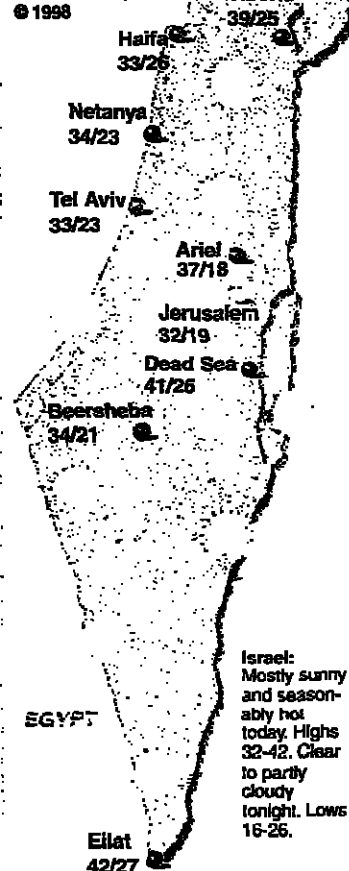 © 1998
39/25
Haifa
33/26
Netanya
34/23
Tel Aviv
33/23
Ariel
37/18
Jerusalem
32/19
Dead Sea
41/26
Beersheba
34/21
EGYPT
Israel:
Mostly sunny
and season-
ably hot
today. Highs
32-42. Clear
to partly
cloudy
tonight. Lows
16-26.
Eilat
42/27